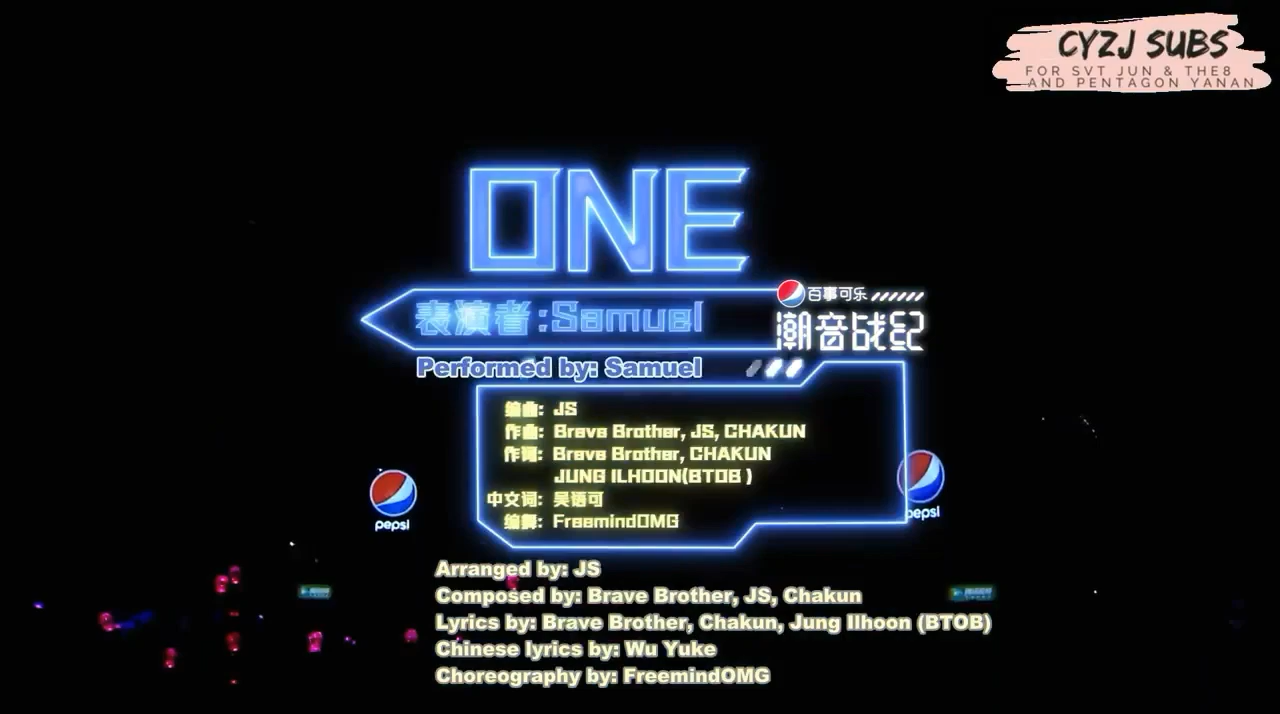 CYZJ SUBS
FOR SVT JUN & THE8
AND PENTAGON YANAN
ONE
百事可乐
表演者:Samuel
潮音战纪
Performed by: Samuel
编曲: JS
作曲: Brave Brother, JS, CHAKUN
作词: Brave Brother, CHAKUN
JUNG ILHOON(BTOB )
中文词: 吴语可
编舞: FreemindOMG
pepsi
pepsi
Arranged by: JS
Composed by: Brave Brother, JS, Chakun
Lyrics by: Brave Brother, Chakun, Jung Ilhoon (BTOB)
Chinese lyrics by: Wu Yuke
Choreography by: FreemindOMG